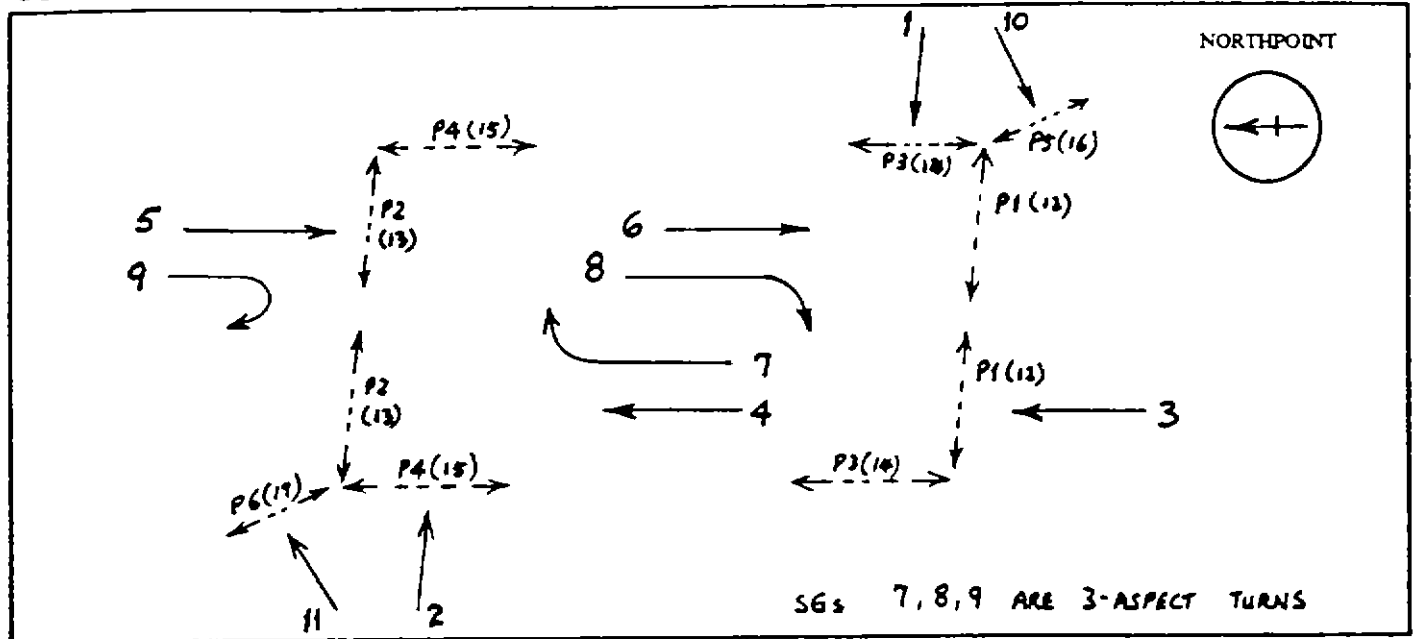 1
10
NORTHPOINT
P4(15)
P3(14)
P5(16)
P1(12)
5
P2
(13)
6
9
8
7
P2
(13)
4
P1(12)
3
P6(17)
P4(15)
P3(14)
11
2
SGs 7,8,9 ARE 3-ASPECT TURNS